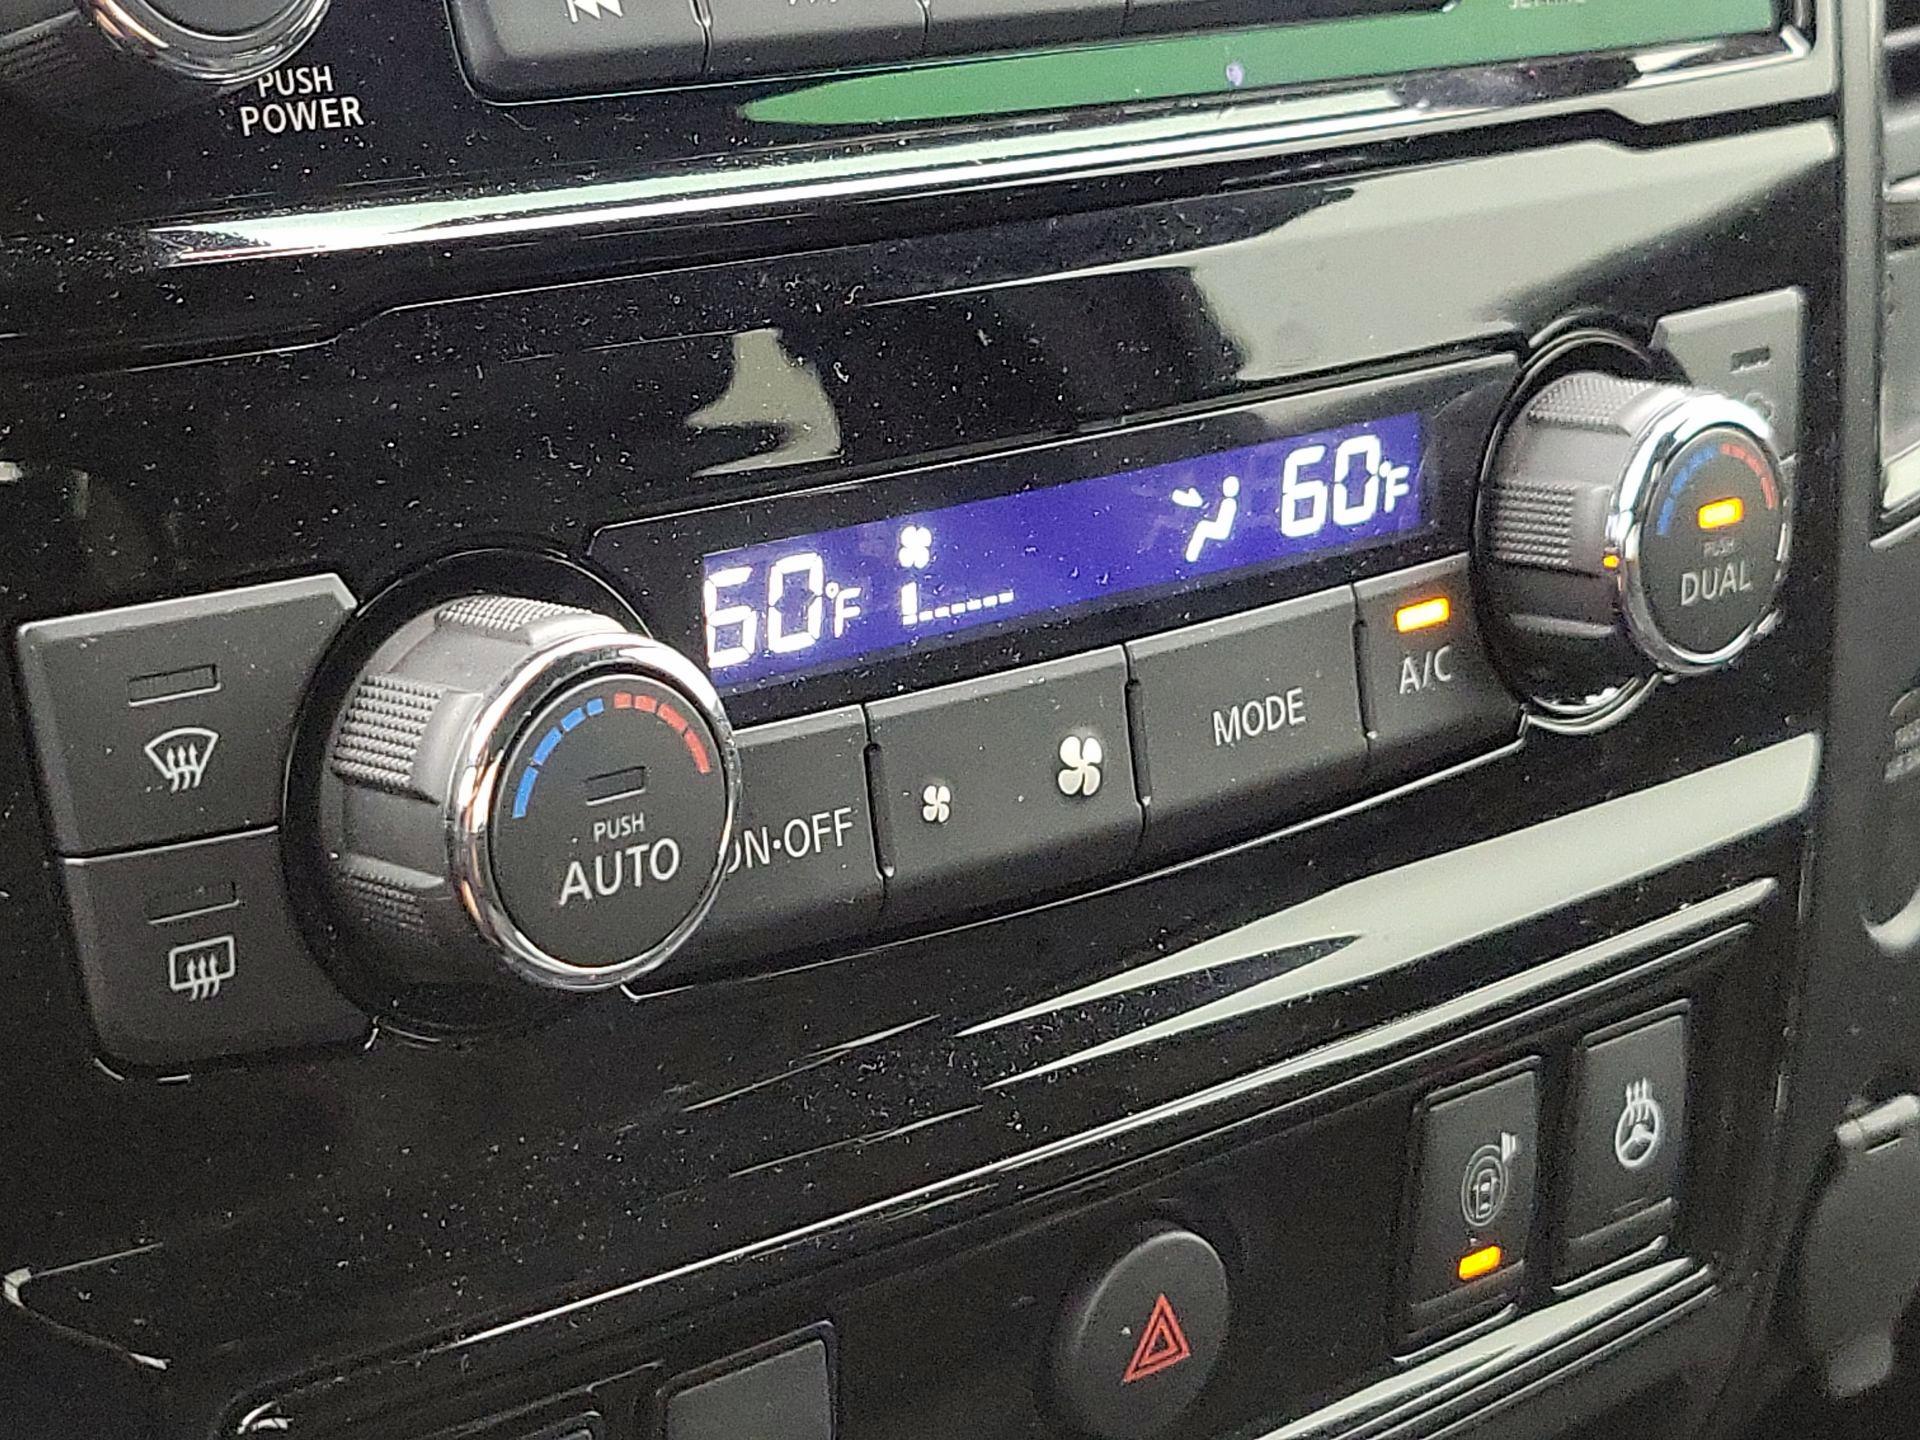 PUSH
POWER
60°F
60°F
PUSH
DUAL
A/C
MODE
ON•OFF
PUSH
AUTO